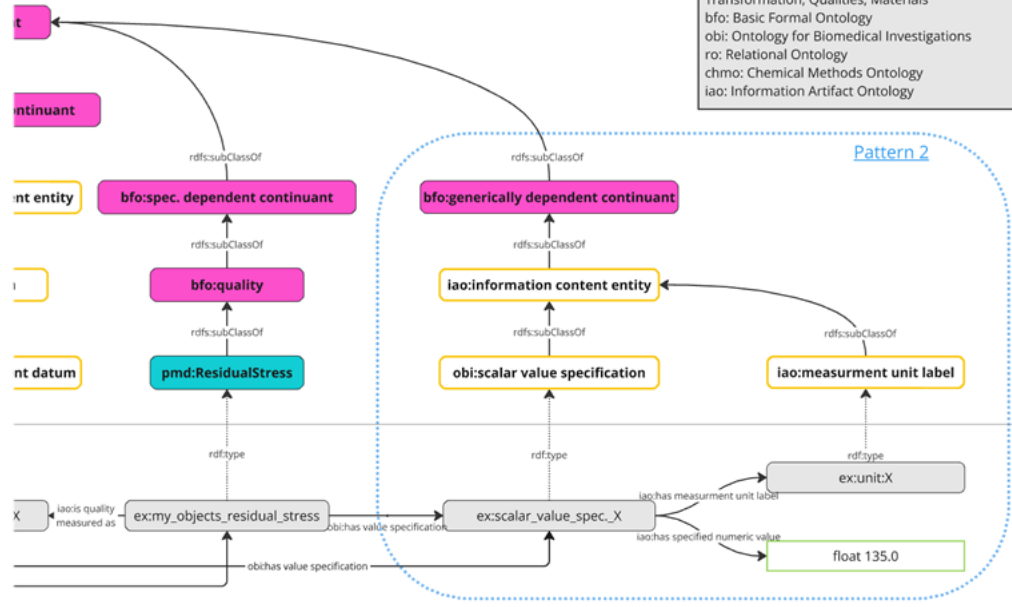 t
Transformation, Qualities, Materials
bfo: Basic Formal Ontology
obi: Ontology for Biomedical Investigations
ro: Relational Ontology
chmo: Chemical Methods Ontology
iao: Information Artifact Ontology
ontinuant
rdfs:subClassOf
rdfs:subClassOf
Pattern 2
nt entity
bfo:spec. dependent continuant
bfo:generically dependent continuant
rdfs:subClassOf
rdfs:subClassOf
bfo:quality
iao:information content entity
rdfs:subClassOf
rdfs:subClassOf
rdfs:subClassOf
nt datum
pmd:ResidualStress
obi:scalar value specification
iao:measurment unit label
rdf:type
rdf:type
rdf:type
ex:unit:X
X
iao:is quality
measured as
ex:my_objects_residual_stress
obi:has value specification
ex:scalar_value_spec._X
iao:has measurment unit label
iao:has specified numeric value
float 135.0
obi:has value specification